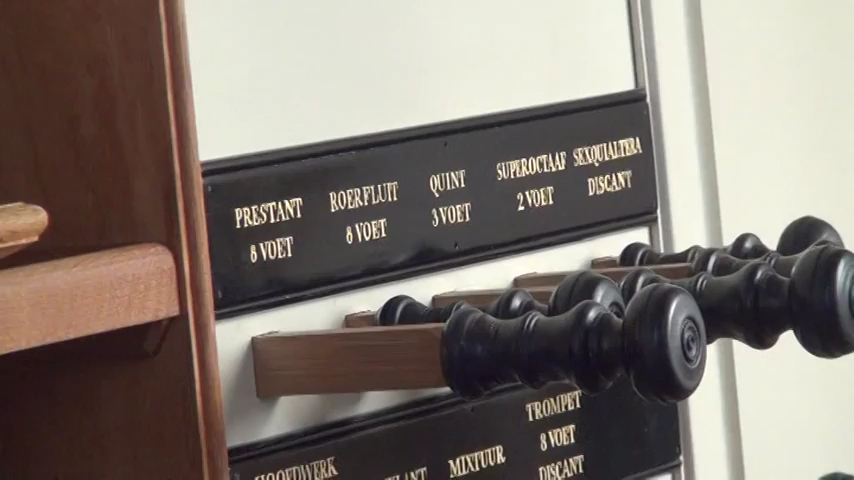 PRESTANT
8 VOET
ROERFLUIT
8 VOET
QUINT
3 VOET
SUPEROCTAAF
2 VOET
SEXQUIALTERA
DISCANT
HOOFDWERK
MIXTUUR
TROMPET
8 VOET
DISCANT